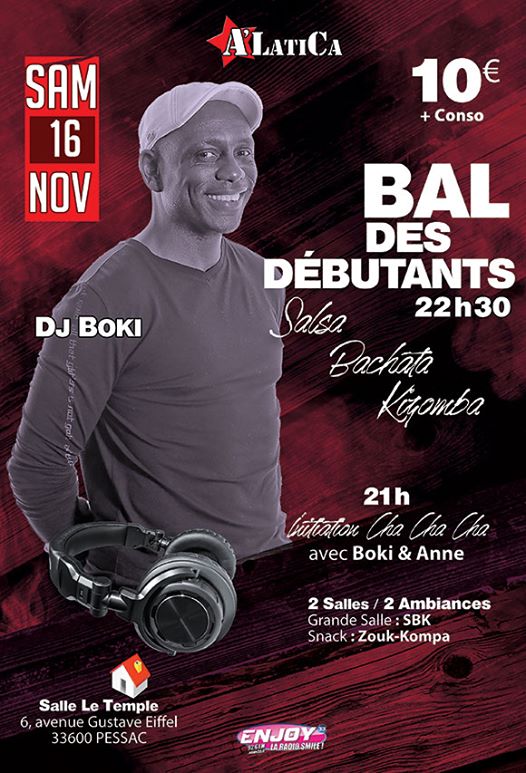 A'LATICA
SAM
16
NOV
10€
+ Conso
BAL
DES
DÉBUTANTS
22h30
DJ BOKI
Salsa
Bachata
Kizomba
21h
Initiation Cha Cha Cha
avec Boki & Anne
2 Salles / 2 Ambiances
Grande Salle : SBK
Snack : Zouk-Kompa
Salle Le Temple
6, avenue Gustave Eiffel
33600 PESSAC
ENJOY
LA RADIO SMILE !